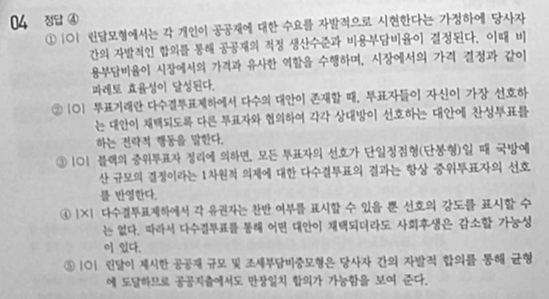 04 정답 ④
① |O| 린달모형에서는 각 개인이 공공재에 대한 수요를 자발적으로 시현한다는 가정하에 당사자
간의 자발적인 합의를 통해 공공재의 적정 생산수준과 비용부담비율이 결정된다. 이때 비
비용부담비율이 시장에서의 가격과 유사한 역할을 수행하며, 시장에서의 가격 결정과 같이
파레토 효율성이 달성된다.
② |O| 투표거래란 다수결투표제하에서 다수의 대안이 존재할 때, 투표자들이 자신이 가장 선호하
는 대안이 채택되도록 다른 투표자와 협의하여 각각 상대방이 선호하는 대안에 찬성투표를
하는 전략적 행동을 말한다.
③ |O| 블랙의 중위투표자 정리에 의하면, 모든 투표자의 선호가 단일정점형(단봉형)일 때 국방예
산 규모의 결정이라는 1차원적 의제에 대한 다수결투표의 결과는 항상 중위투표자의 선호
를 반영한다.
④ |X| 다수결투표제하에서 각 유권자는 찬반 여부를 표시할 수 있을 뿐 선호의 강도를 표시할 수
는 없다. 따라서 다수결투표를 통해 어떤 대안이 채택되더라도 사회후생은 감소할 가능성
이 있다.
⑤ |O| 린달이 제시한 공공재 규모 및 조세부담비중모형은 당사자 간의 자발적 합의를 통해 균형
에 도달하므로 공공지출에서도 만장일치 합의가 가능함을 보여 준다.